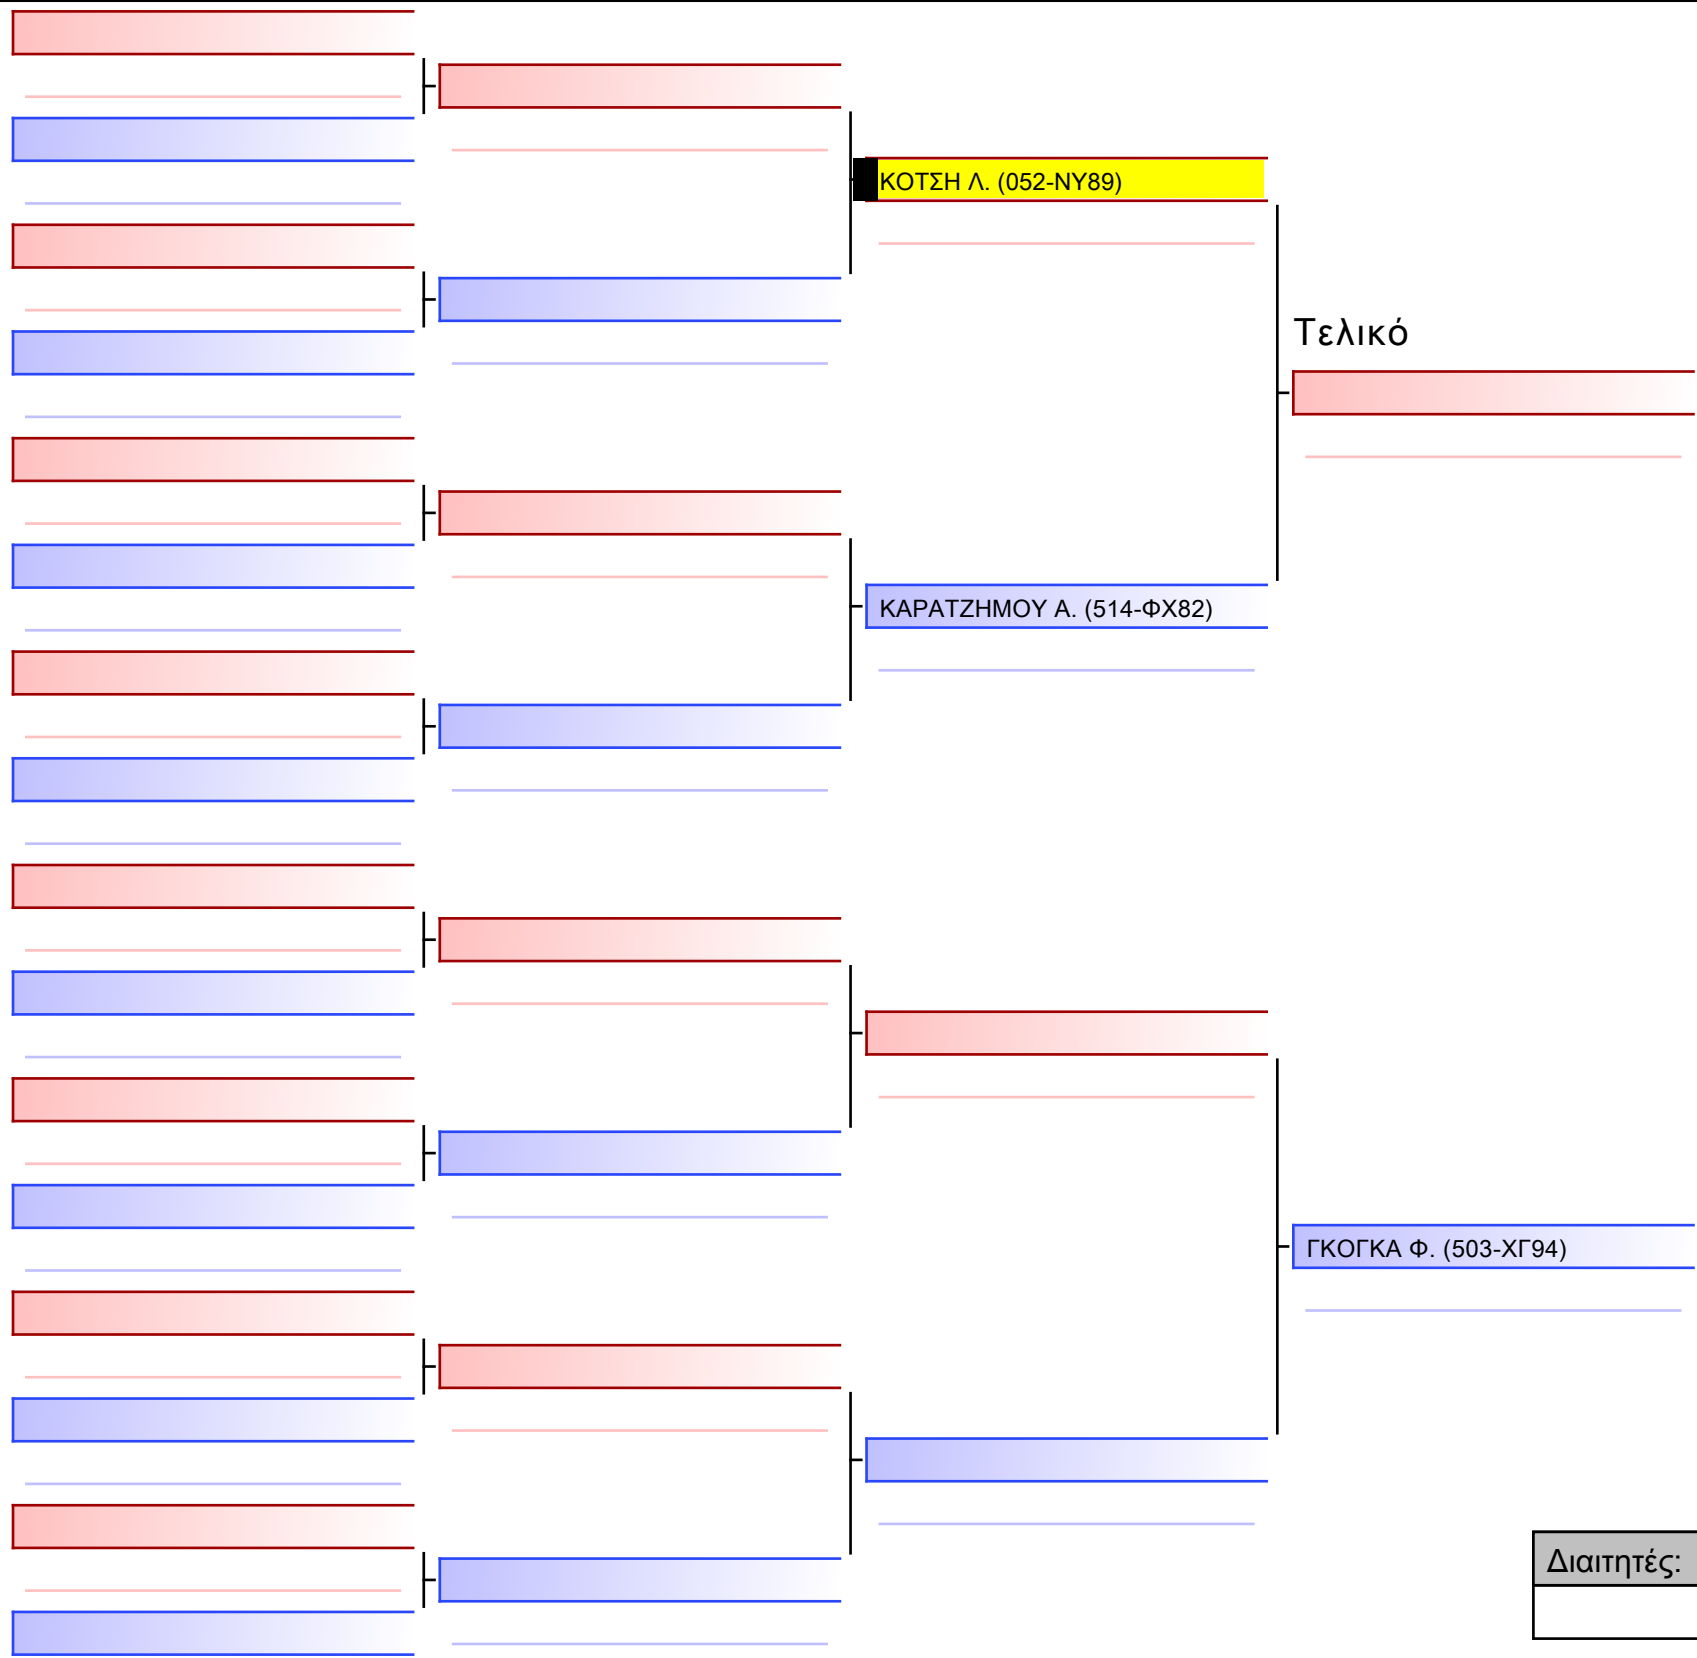 ΚΟΤΣΗ Λ. (052-ΝΥ89)
Τελικό
ΚΑΡΑΤΖΗΜΟΥ Α. (514-ΦΧ82)
ΓΚΟΓΚΑ Φ. (503-ΧΓ94)
Διαιτητές: